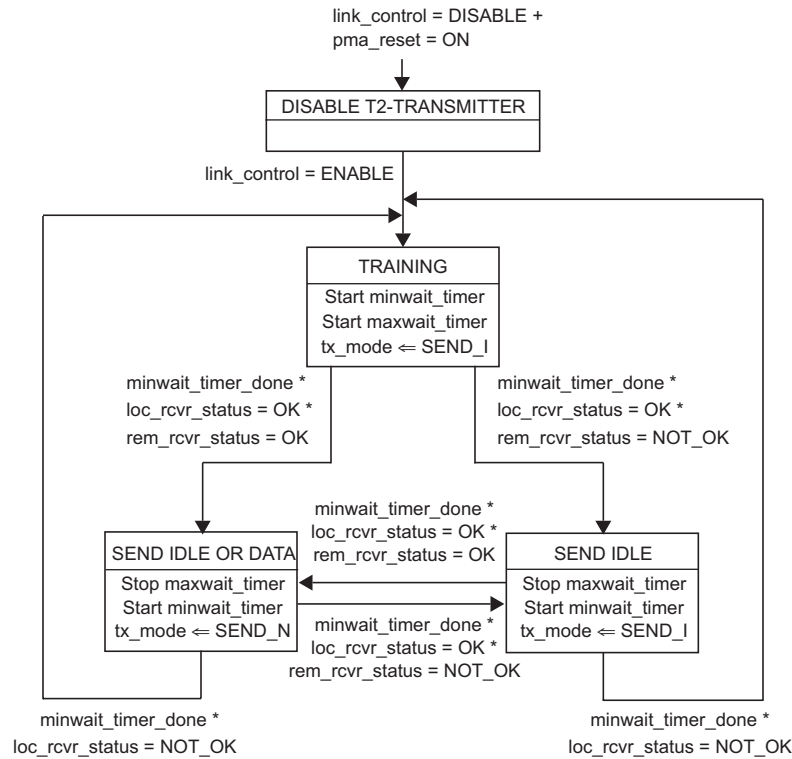 link_control = DISABLE +
pma_reset = ON
DISABLE T2-TRANSMITTER
link_control = ENABLE
TRAINING
Start minwait_timer
Start maxwait_timer
tx_mode ⇐ SEND_I
minwait_timer_done *
loc_rcvr_status = OK *
rem_rcvr_status = OK
minwait_timer_done *
loc_rcvr_status = OK *
rem_rcvr_status = NOT_OK
minwait_timer_done *
loc_rcvr_status = OK *
rem_rcvr_status = OK
SEND IDLE OR DATA
Stop maxwait_timer
Start minwait_timer
tx_mode ⇐ SEND_N
SEND IDLE
Stop maxwait_timer
Start minwait_timer
tx_mode ⇐ SEND_I
minwait_timer_done *
loc_rcvr_status = OK *
rem_rcvr_status = NOT_OK
minwait_timer_done *
loc_rcvr_status = NOT_OK
minwait_timer_done *
loc_rcvr_status = NOT_OK